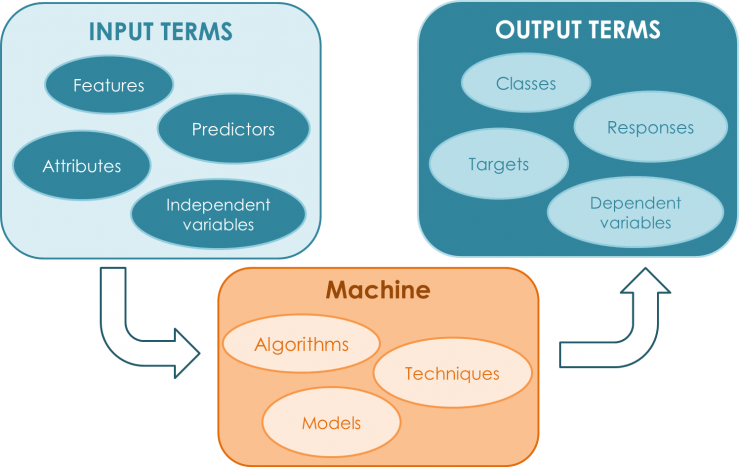 INPUT TERMS
Features
Predictors
Attributes
Independent
variables
OUTPUT TERMS
Classes
Responses
Targets
Dependent
variables
Machine
Algorithms
Techniques
Models